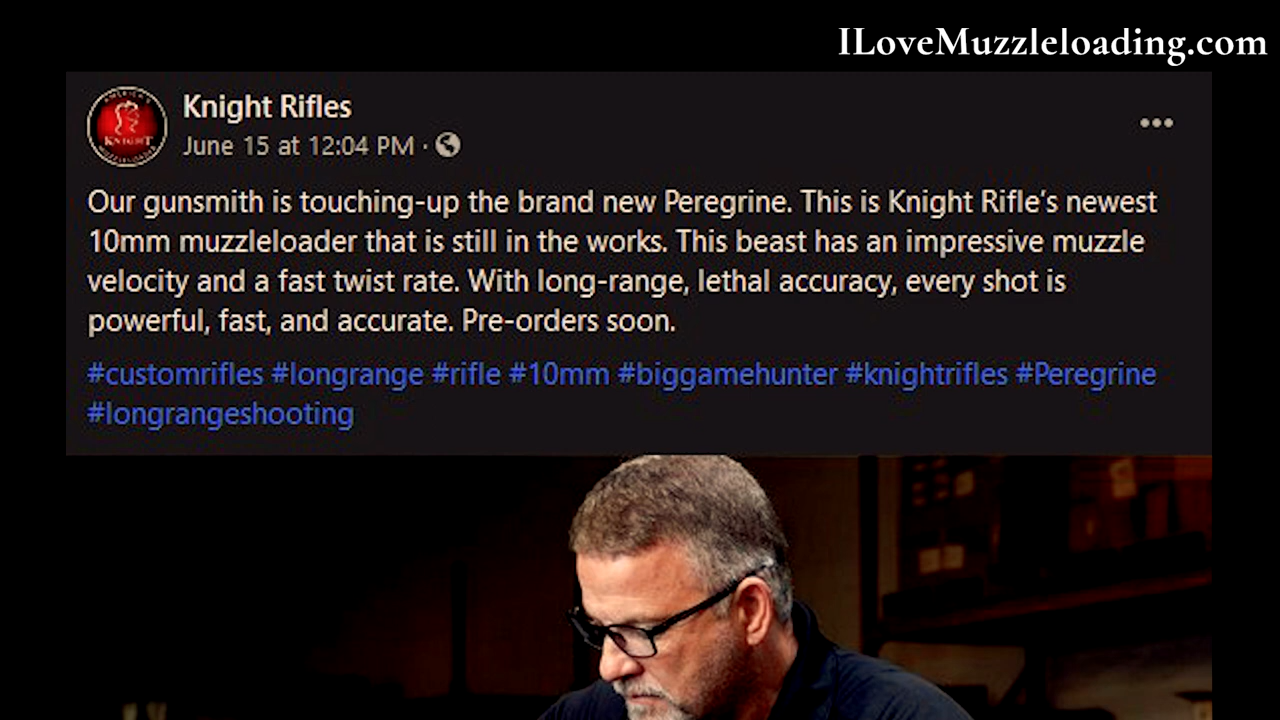 ILoveMuzzleloading.com
Knight Rifles
June 15 at 12:04 PM ·
Our gunsmith is touching-up the brand new Peregrine. This is Knight Rifle's newest
10mm muzzleloader that is still in the works. This beast has an impressive muzzle
velocity and a fast twist rate. With long-range, lethal accuracy, every shot is
powerful, fast, and accurate. Pre-orders soon.
#customrifles #longrange #rifle #10mm #biggamehunter #knightrifles #Peregrine
#longrangeshooting
KNIGHT